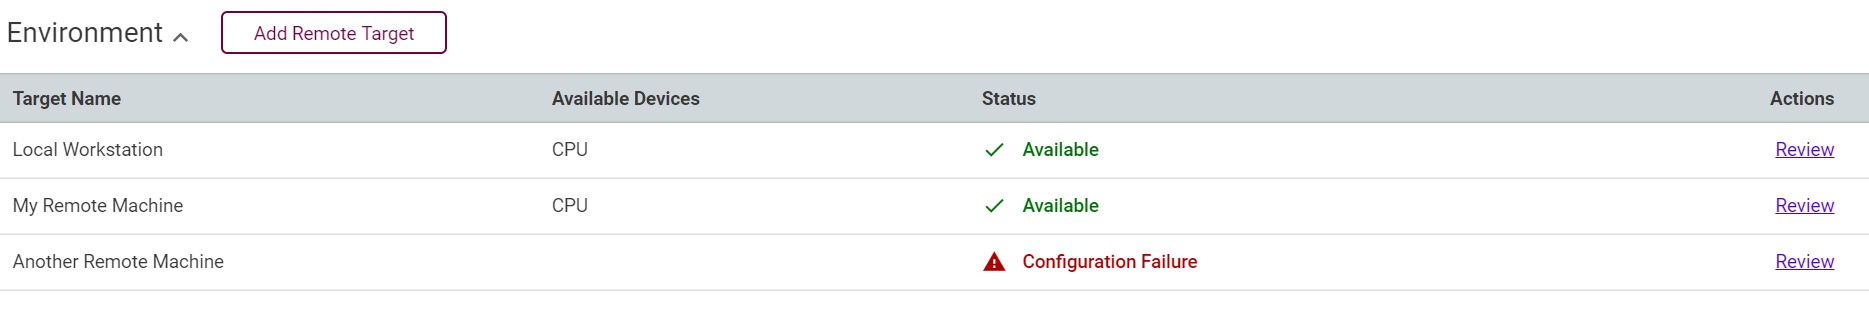 Environment Add Remote Target
Target Name Available Devices Status Actions
Local Workstation CPU Available Review
My Remote Machine CPU Available Review
Another Remote Machine Configuration Failure Review